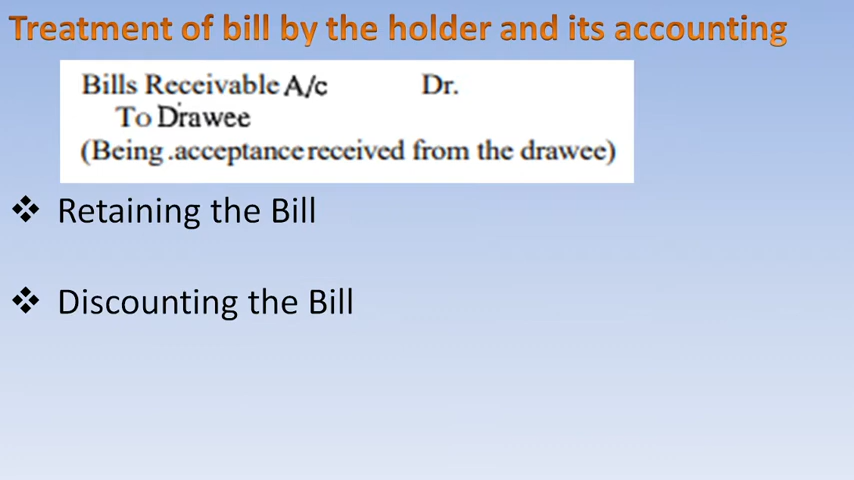 Treatment of bill by the holder and its accounting
Bills Receivable A/c Dr.
To Drawee
(Being .acceptance received from the drawee)
❖ Retaining the Bill
❖ Discounting the Bill